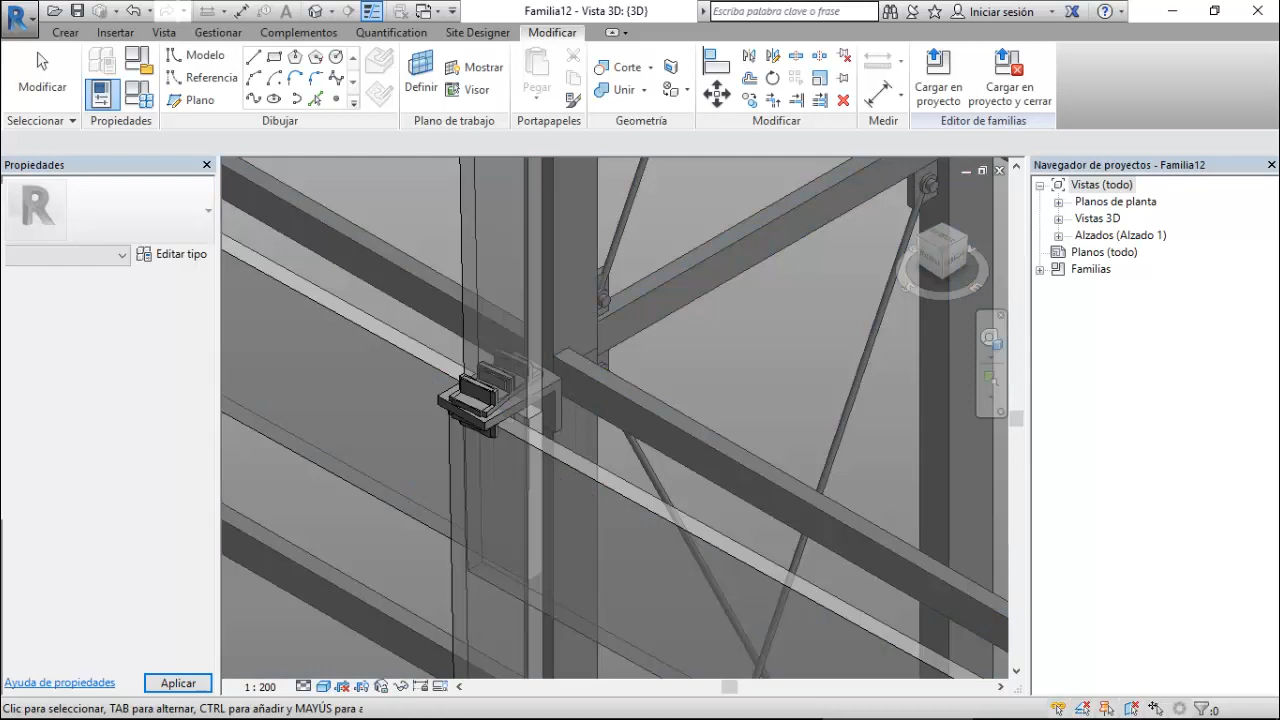 Familia12 - Vista 3D: {3D}
Escriba palabra clave o frase
Iniciar sesión
Crear Insertar Vista Gestionar Complementos Quantification Site Designer Modificar
Modelo
Corte
Mostrar
Referencia
Modificar
Definir
Visor
Pegar
Unir
Plano
Cargar en proyecto
Cargar en proyecto y cerrar
Seleccionar Propiedades Dibujar Plano de trabajo Portapapeles Geometría Modificar Medir Editor de familias
Propiedades
Navegador de proyectos - Familia12
Editar tipo
Vistas (todo)
Planos de planta
Vistas 3D
Alzados (Alzado 1)
Planos (todo)
Familias
Ayuda de propiedades
Aplicar
1 : 200
Clic para seleccionar, TAB para alternar, CTRL para añadir y MAYÚS para a
:0